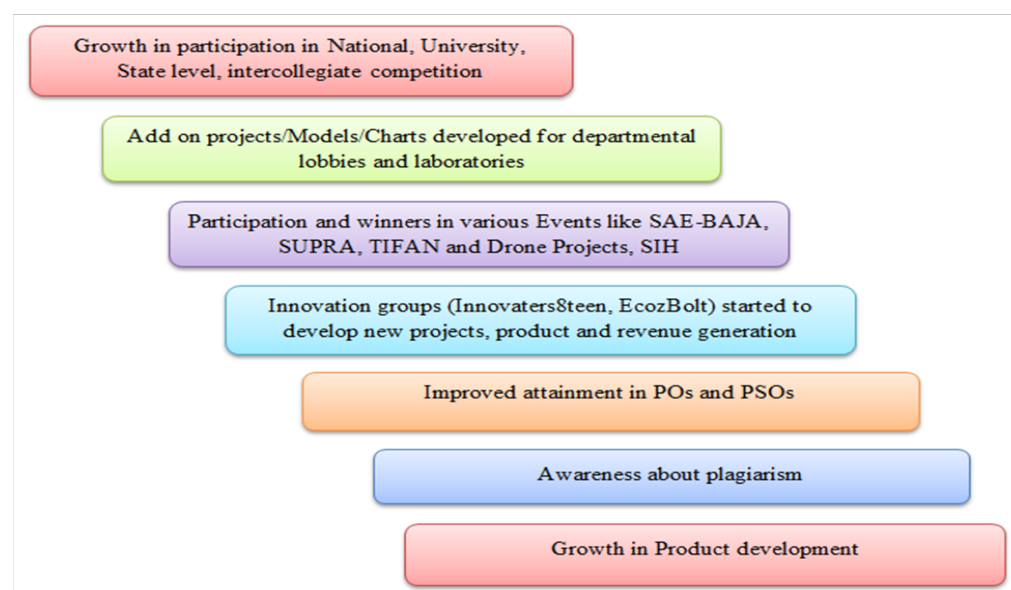 Growth in participation in National, University,
State level, intercollegiate competition
Add on projects/Models/Charts developed for departmental
lobbies and laboratories
Participation and winners in various Events like SAE-BAJA,
SUPRA, TIFAN and Drone Projects, SIH
Innovation groups (Innovaters8teen, EcozBolt) started to
develop new projects, product and revenue generation
Improved attainment in POs and PSOs
Awareness about plagiarism
Growth in Product development